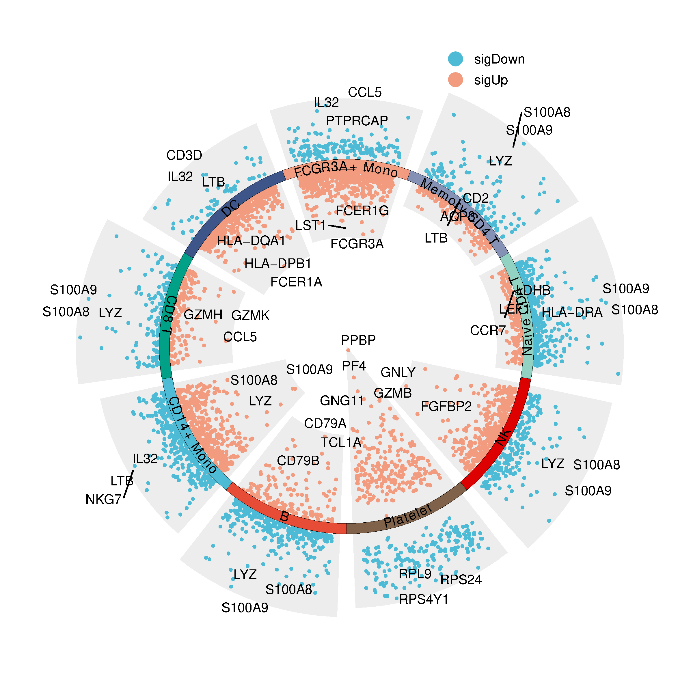 sigDown
sigUp
CCL5
IL32
PTPRCAP
FCGR3A+ Mono
FCER1G
LST1
FCGR3A
S100A8
S100A9
LYZ
CD2
LTB
Memory CD4 T
CD3D
IL32
LTB
DC
HLA−DQA1
HLA−DPB1
FCER1A
S100A9
S100A8
LYZ
CD8 T
GZMH
GZMK
CCL5
LDHB
CCR7
HLA−DRA
S100A9
S100A8
Naive CD4 T
PPBP
PF4
GNG11
Platelet
RPL9
RPS24
RPS4Y1
S100A9
S100A8
LYZ
CD14+ Mono
IL32
LTB
NKG7
GNLY
GZMB
FGFBP2
NK
LYZ
S100A8
S100A9
CD79A
TCL1A
CD79B
B
LYZ
S100A8
S100A9